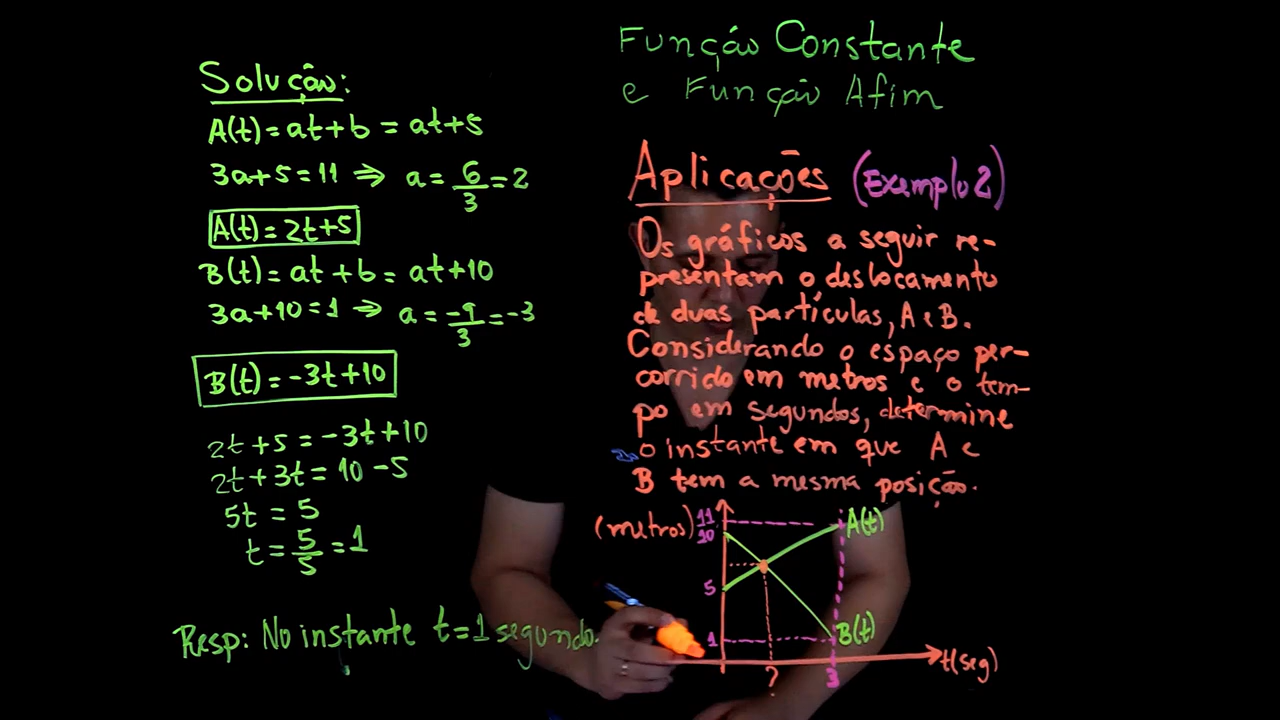 Função Constante
e Função Afim
Aplicações (Exemplo 2)
Os gráficos a seguir re-
presentam o deslocamento
de duas partículas, A e B.
Considerando o espaço per-
corrido em metros e o tem-
po em segundos, determine
o instante em que A e
B tem a mesma posição.
(metros)
11
10
5
1
A(t)
B(t)
?
3
t(seg)
Solução:
A(t) = at + b = at + 5
3a + 5 = 11 ⇒ a = 6/3 = 2
A(t) = 2t + 5
B(t) = at + b = at + 10
3a + 10 = 1 ⇒ a = -9/3 = -3
B(t) = -3t + 10
2t + 5 = -3t + 10
2t + 3t = 10 - 5
5t = 5
t = 5/5 = 1
Resp: No instante t = 1 segundo.